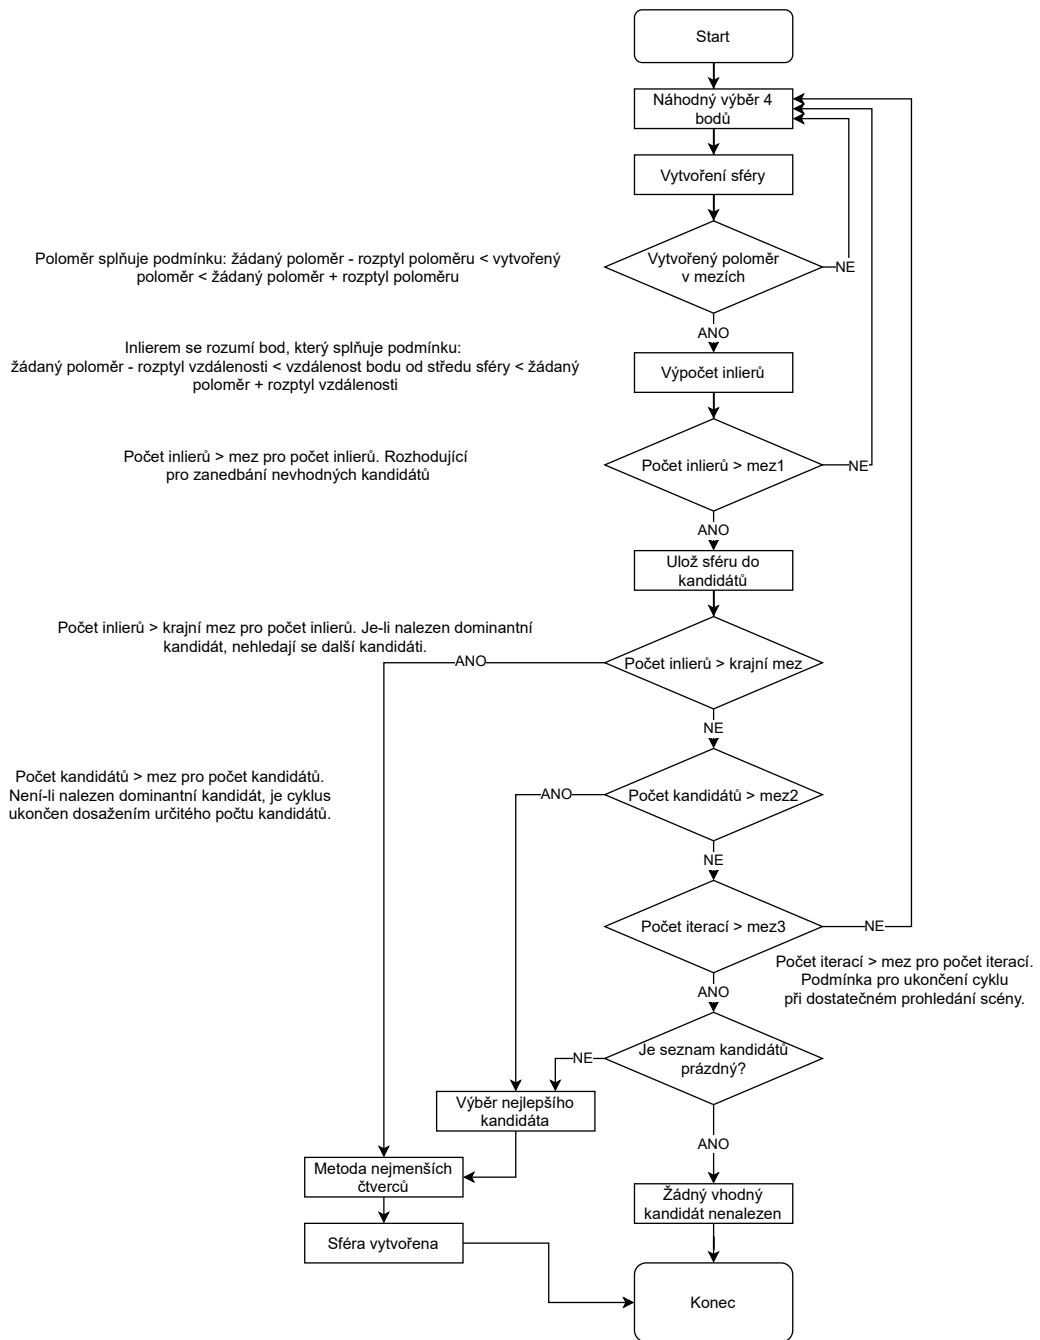 Start
Náhodný výběr 4
bodů
Vytvoření sféry
Poloměr splňuje podmínku: žádaný poloměr - rozptyl poloměru < vytvořený
poloměr < žádaný poloměr + rozptyl poloměru
Vytvořený poloměr
v mezích
NE
ANO
Inlierem se rozumí bod, který splňuje podmínku:
žádaný poloměr - rozptyl vzdálenosti < vzdálenost bodu od středu sféry < žádaný
poloměr + rozptyl vzdálenosti
Výpočet inlierů
Počet inlierů > mez pro počet inlierů. Rozhodující
pro zanedbání nevhodných kandidátů
Počet inlierů > mez1
NE
ANO
Ulož sféru do
kandidátů
Počet inlierů > krajní mez pro počet inlierů. Je-li nalezen dominantní
kandidát, nehledají se další kandidáti.
ANO
Počet inlierů > krajní mez
NE
Počet kandidátů > mez pro počet kandidátů.
Není-li nalezen dominantní kandidát, je cyklus
ukončen dosažením určitého počtu kandidátů.
ANO
Počet kandidátů > mez2
NE
Počet iterací > mez3
NE
Počet iterací > mez pro počet iterací.
Podmínka pro ukončení cyklu
při dostatečném prohledání scény.
ANO
Je seznam kandidátů
prázdný?
NE
Výběr nejlepšího
kandidáta
ANO
Metoda nejmenších
čtverců
Žádný vhodný
kandidát nenalezen
Sféra vytvořena
Konec